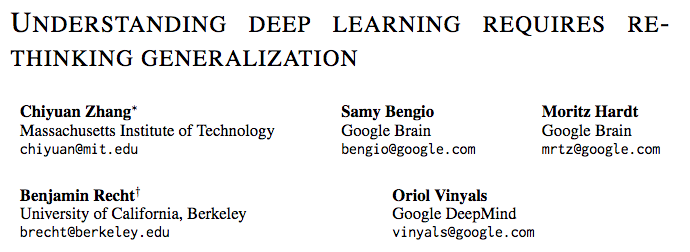 UNDERSTANDING DEEP LEARNING REQUIRES RE-
THINKING GENERALIZATION
Chiyuan Zhang*
Massachusetts Institute of Technology
chiyuan@mit.edu
Samy Bengio
Google Brain
bengio@google.com
Moritz Hardt
Google Brain
mrtz@google.com
Benjamin Recht†
University of California, Berkeley
brecht@berkeley.edu
Oriol Vinyals
Google DeepMind
vinyals@google.com